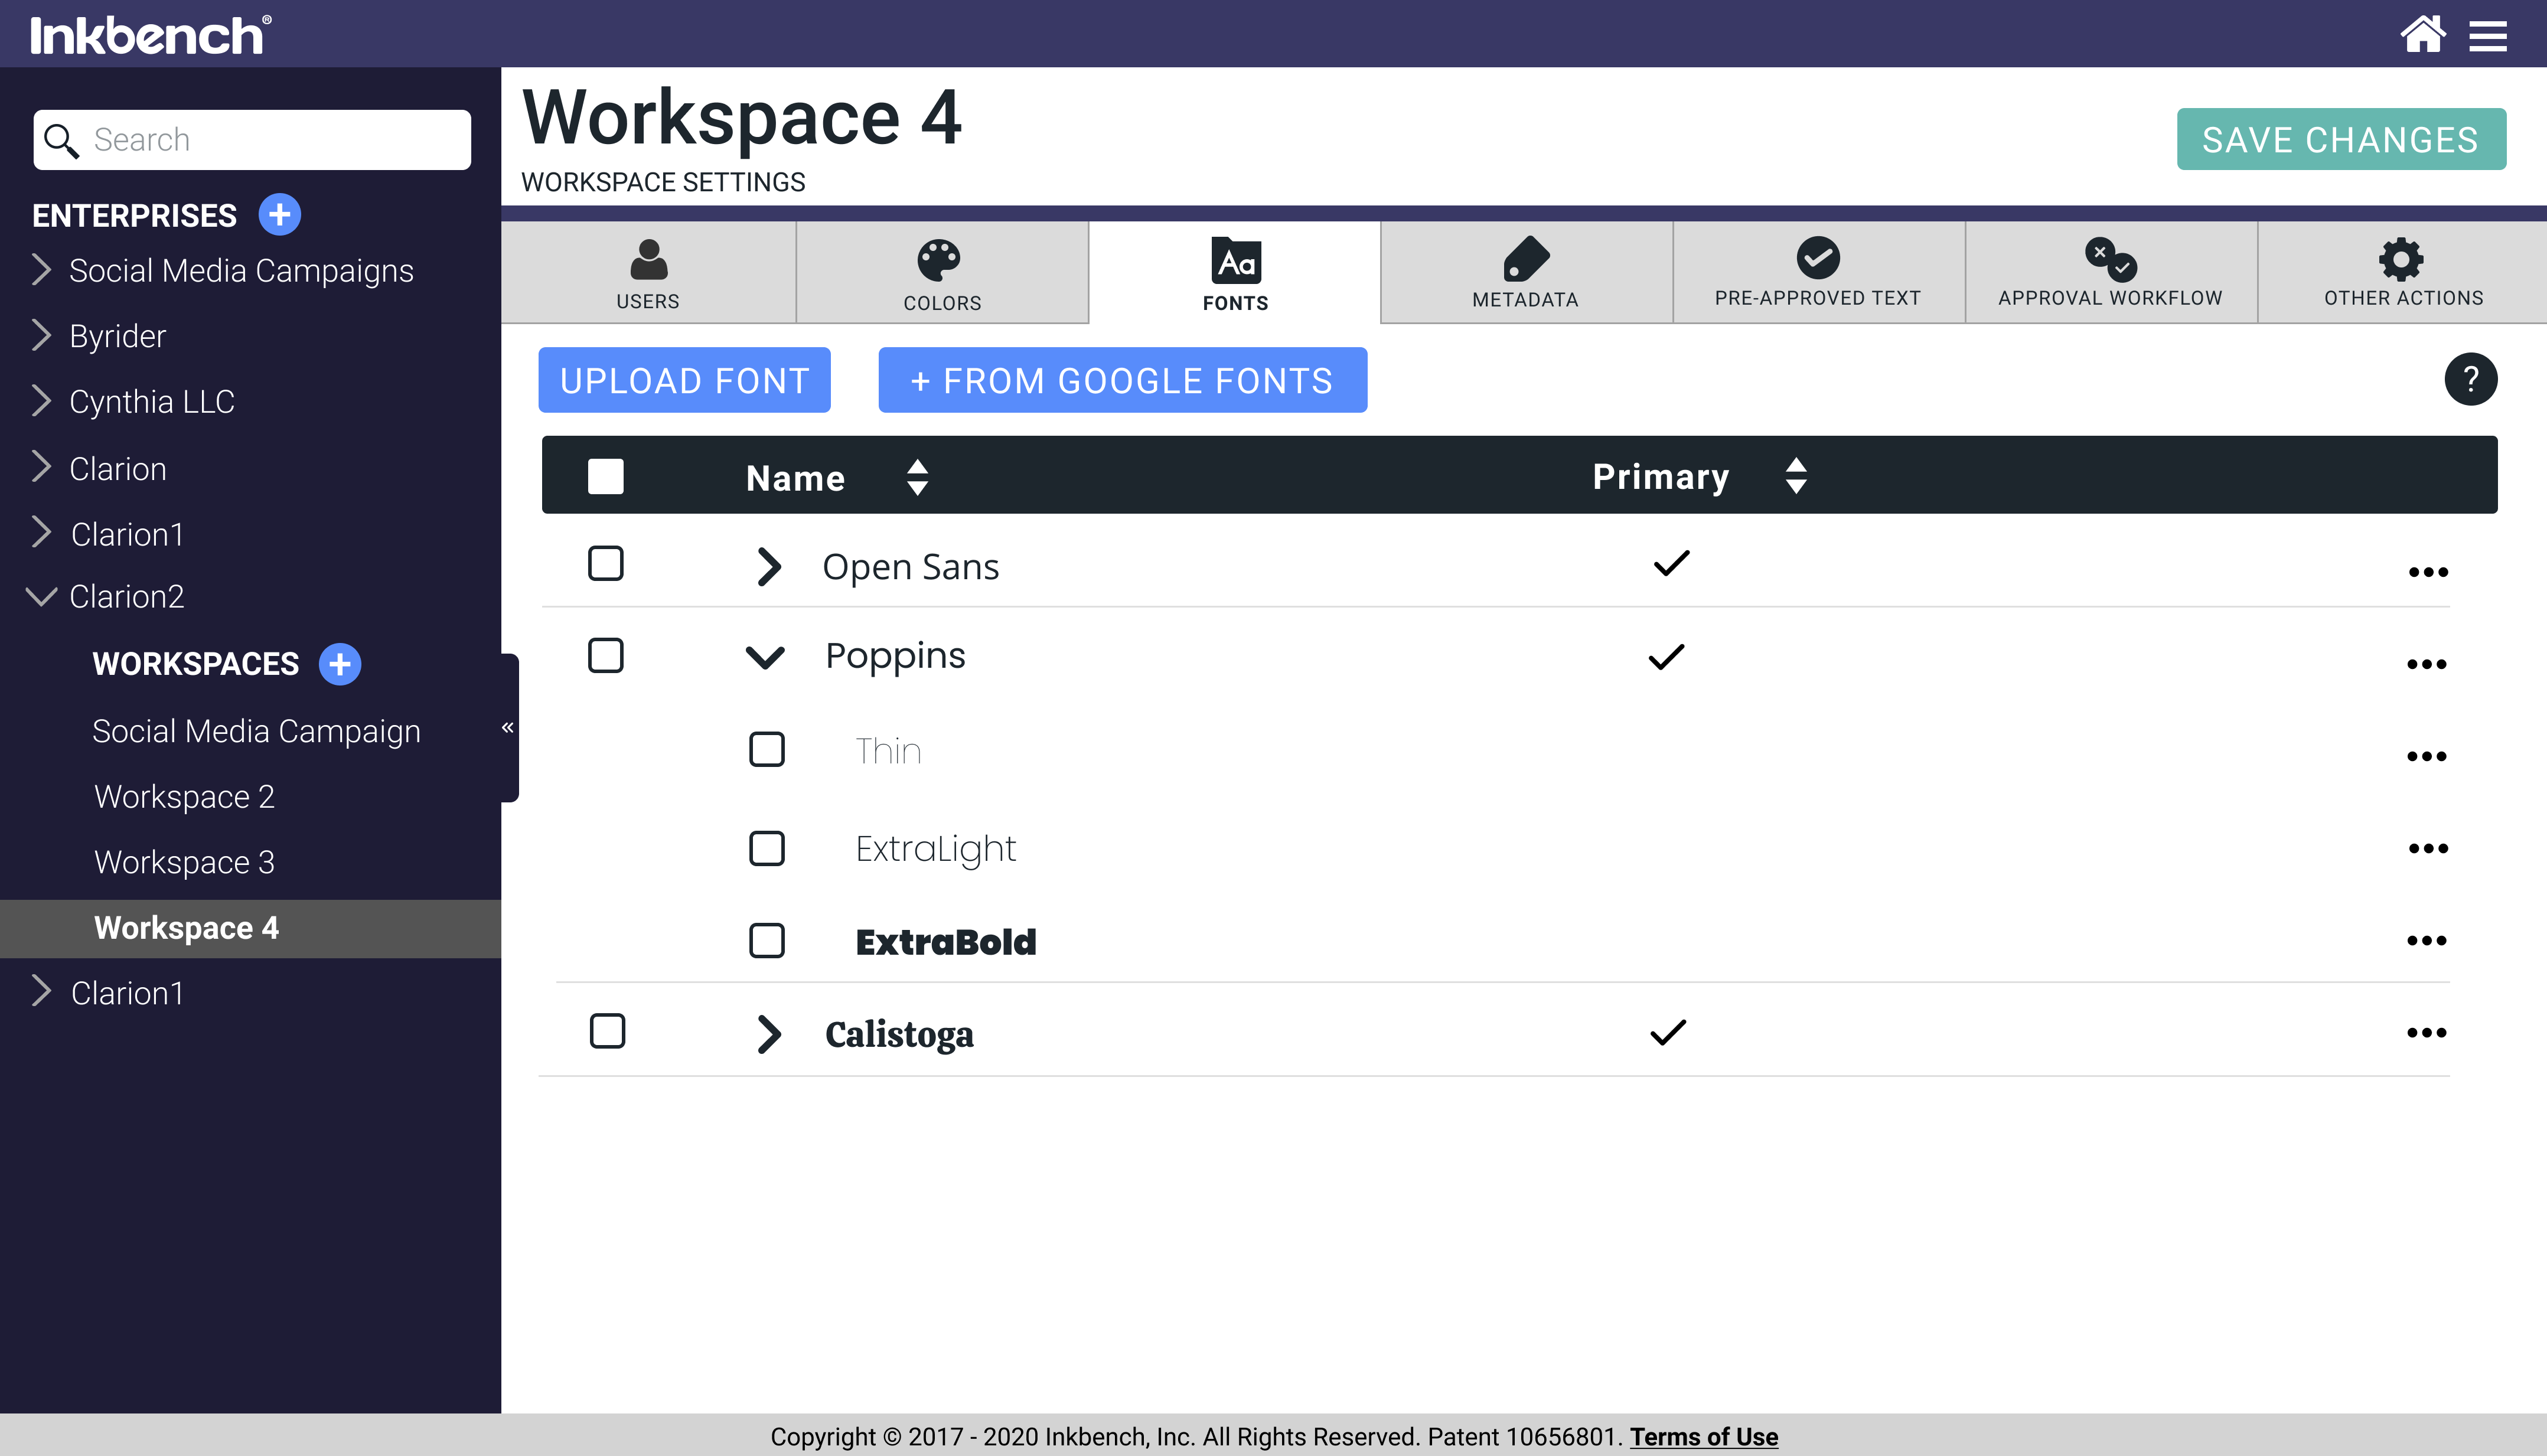 Inkbench®
Search
ENTERPRISES +
Social Media Campaigns
Byrider
Cynthia LLC
Clarion
Clarion1
Clarion2
WORKSPACES +
Social Media Campaign
Workspace 2
Workspace 3
Workspace 4
Clarion1
«
Workspace 4
WORKSPACE SETTINGS
SAVE CHANGES
USERS
COLORS
Aa
FONTS
METADATA
PRE-APPROVED TEXT
APPROVAL WORKFLOW
OTHER ACTIONS
UPLOAD FONT
+ FROM GOOGLE FONTS
?
Name
Primary
Open Sans
Poppins
Thin
ExtraLight
ExtraBold
Calistoga
Copyright © 2017 - 2020 Inkbench, Inc. All Rights Reserved. Patent 10656801. Terms of Use